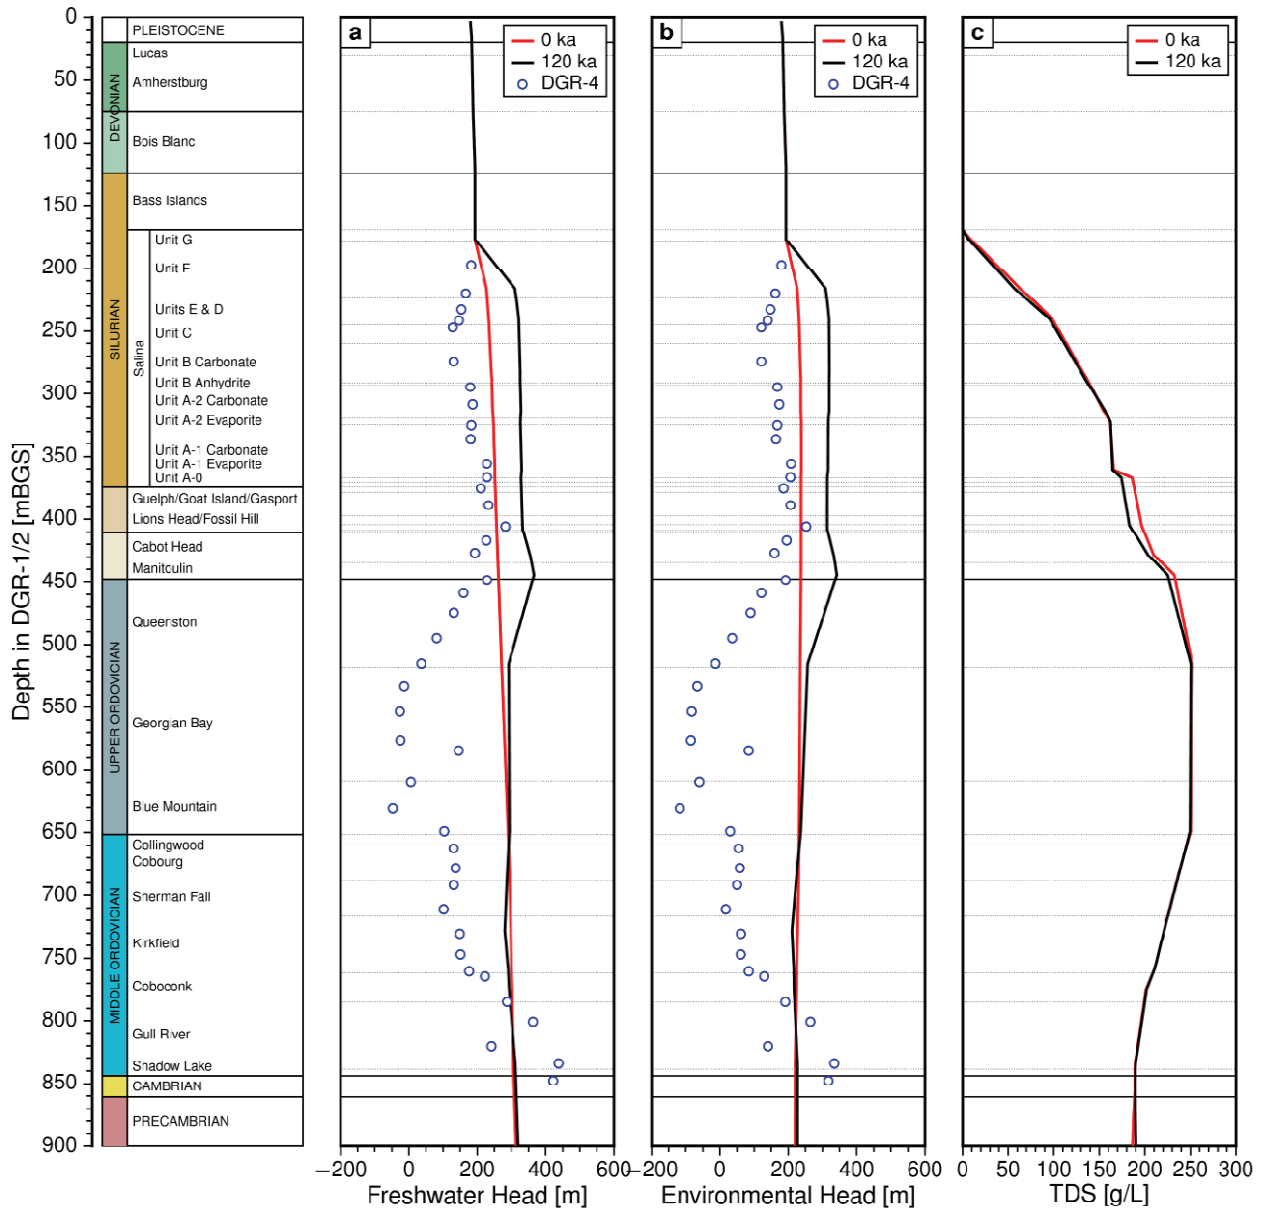 0
50
100
150
200
250
300
350
400
450
500
550
600
650
700
750
800
850
900
Depth in DGR-1/2 [mBGS]
DEVONIAN
SILURIAN
UPPER ORDOVICIAN
MIDDLE ORDOVICIAN
PLEISTOCENE
Lucas
Amherstburg
Bois Blanc
Bass Islands
Salina
Unit G
Unit F
Units E & D
Unit C
Unit B Carbonate
Unit B Anhydrite
Unit A-2 Carbonate
Unit A-2 Evaporite
Unit A-1 Carbonate
Unit A-1 Evaporite
Unit A-0
Guelph/Goat Island/Gasport
Lions Head/Fossil Hill
Cabot Head
Manitoulin
Queenston
Georgian Bay
Blue Mountain
Collingwood
Cobourg
Sherman Fall
Kirkfield
Coboconk
Gull River
Shadow Lake
CAMBRIAN
PRECAMBRIAN
a
0 ka
120 ka
DGR-4
−200 0 200 400 600
Freshwater Head [m]
b
0 ka
120 ka
DGR-4
−200 0 200 400 600
Environmental Head [m]
c
0 ka
120 ka
0 50 100 150 200 250 300
TDS [g/L]